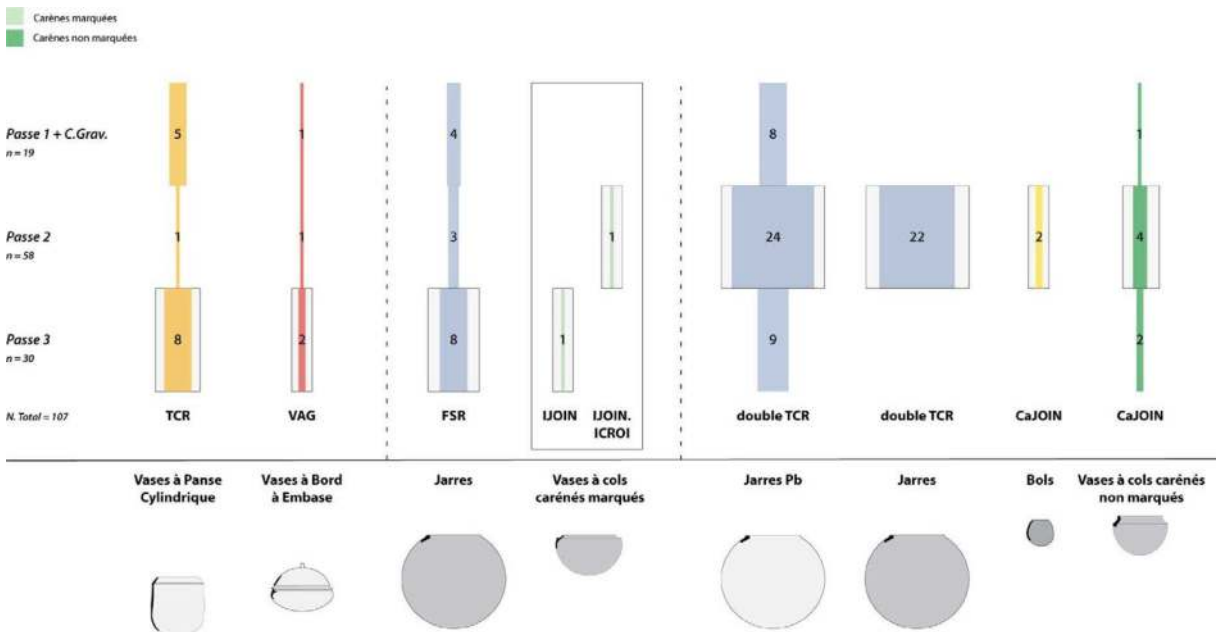 Carènes marquées
Carènes non marquées
Passe 1 + C.Grav.
n = 19
5
1
4
8
1
Passe 2
n = 58
1
1
3
1
24
22
2
4
Passe 3
n = 30
8
2
8
1
9
2
N. Total = 107
TCR
VAG
FSR
IJOIN
IJOIN.
ICROI
double TCR
double TCR
CaJOIN
CaJOIN
Vases à Panse
Cylindrique
Vases à Bord
à Embase
Jarres
Vases à cols
carénés marqués
Jarres Pb
Jarres
Bols
Vases à cols carénés
non marqués